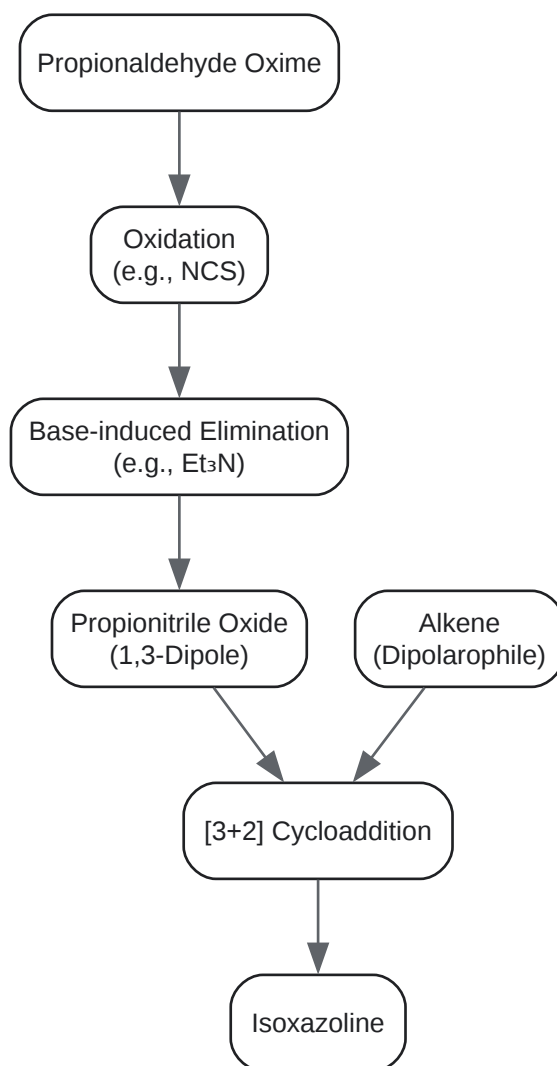 Propionaldehyde Oxime
Oxidation
(e.g., NCS)
Base-induced Elimination
(e.g., Et₃N)
Propionitrile Oxide
(1,3-Dipole)
Alkene
(Dipolarophile)
[3+2] Cycloaddition
Isoxazoline